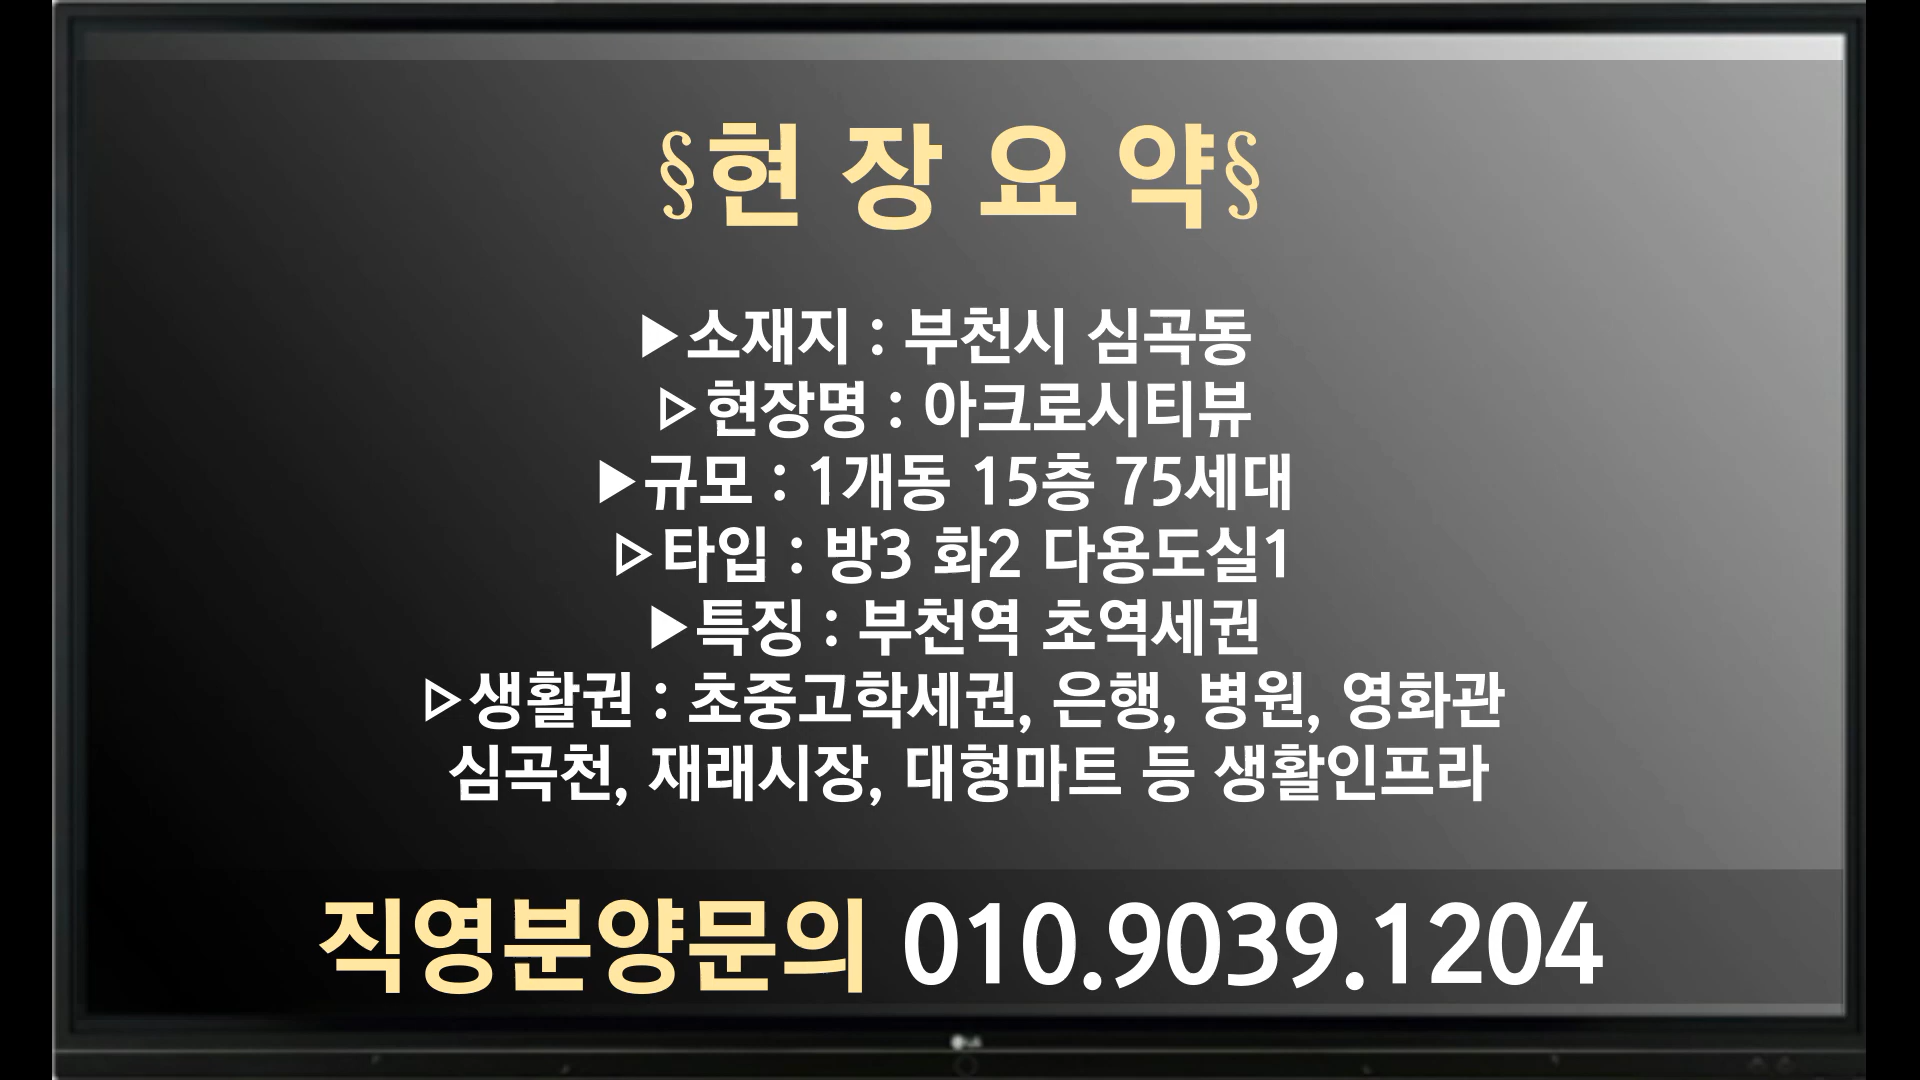 §현 장 요 약§
▶소재지 : 부천시 심곡동
▷현장명 : 아크로시티뷰
▶규모 : 1개동 15층 75세대
▷타입 : 방3 화2 다용도실1
▶특징 : 부천역 초역세권
▷생활권 : 초중고학세권, 은행, 병원, 영화관
심곡천, 재래시장, 대형마트 등 생활인프라
직영분양문의 010.9039.1204
LG